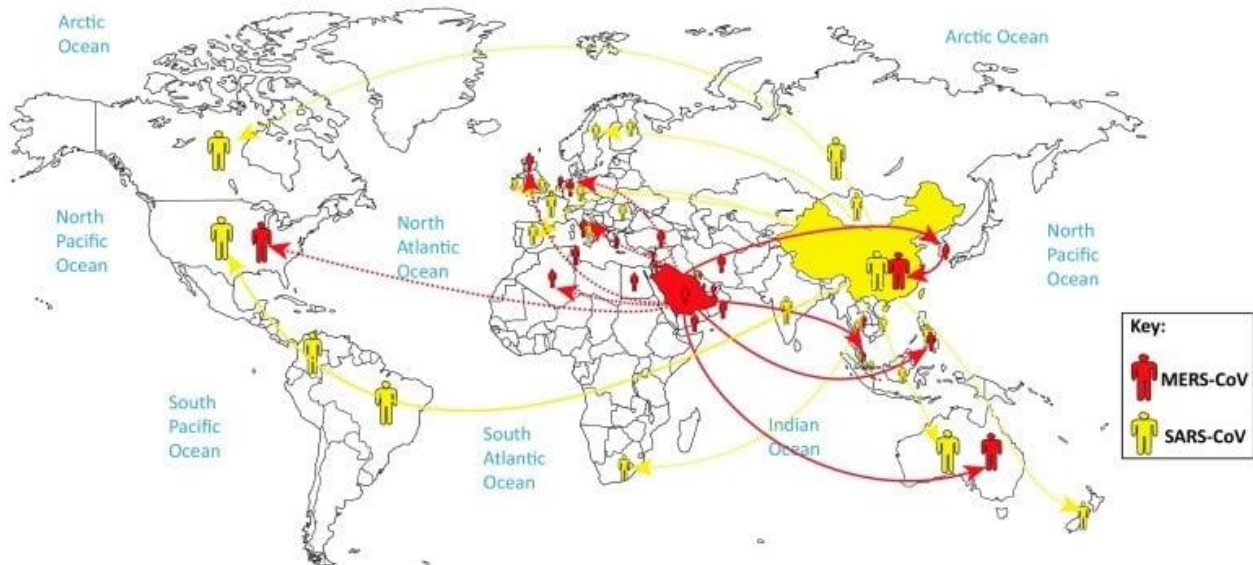 Arctic
Ocean
Arctic Ocean
North
Pacific
Ocean
North
Atlantic
Ocean
North
Pacific
Ocean
South
Pacific
Ocean
South
Atlantic
Ocean
Indian
Ocean
Key:
MERS-CoV
SARS-CoV